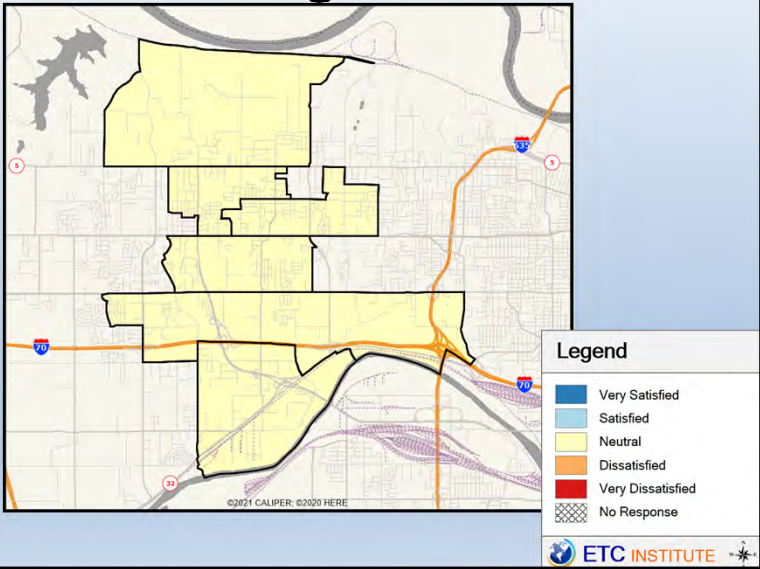 635
5
5
70
70
32
©2021 CALIPER; ©2020 HERE
Legend
Very Satisfied
Satisfied
Neutral
Dissatisfied
Very Dissatisfied
No Response
ETC INSTITUTE